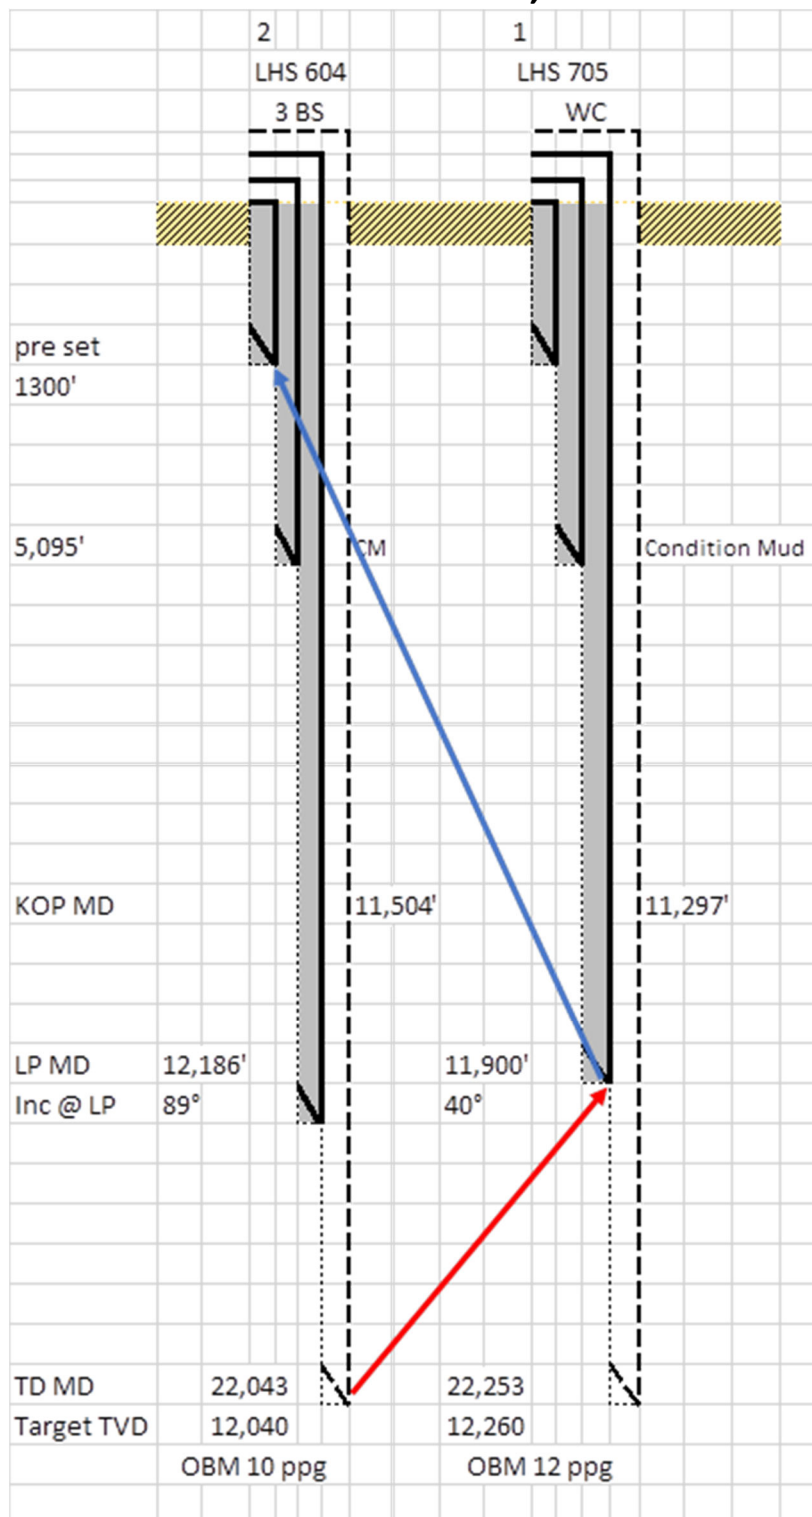 2 1
LHS 604 LHS 705
3 BS WC
pre set
1300'
5,095' CM Condition Mud
KOP MD 11,504' 11,297'
LP MD 12,186' 11,900'
Inc @ LP 89° 40°
TD MD 22,043 22,253
Target TVD 12,040 12,260
OBM 10 ppg OBM 12 ppg